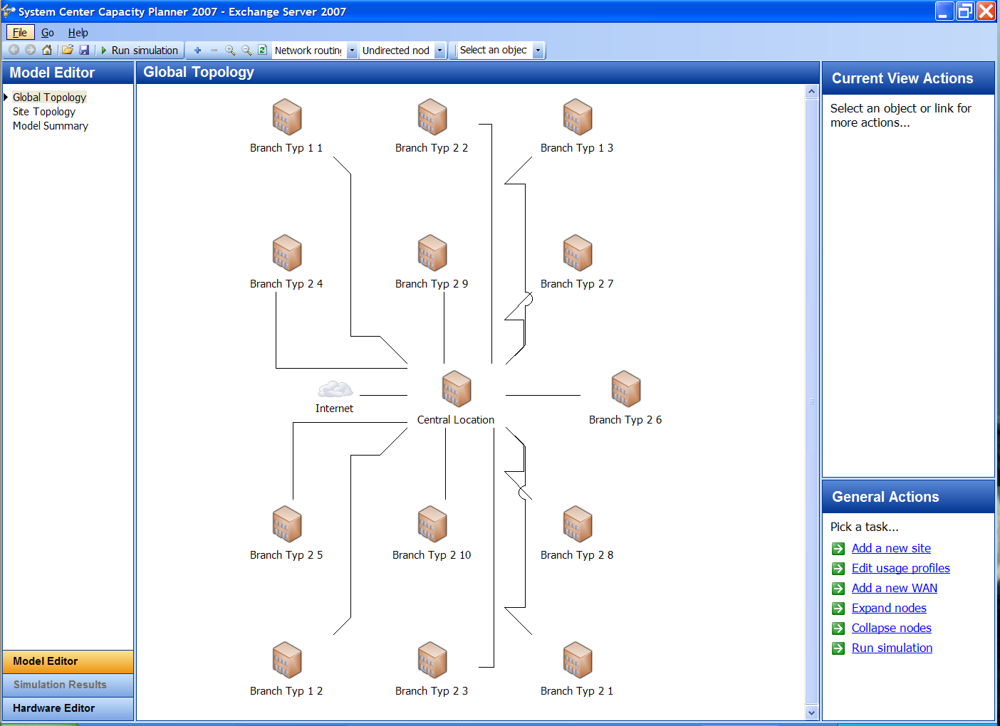 System Center Capacity Planner 2007 - Exchange Server 2007
File Go Help
Run simulation Network routing Undirected nod Select an objec
Model Editor
Global Topology
Site Topology
Model Summary
Global Topology
Branch Typ 1 1 Branch Typ 2 2 Branch Typ 1 3
Branch Typ 2 4 Branch Typ 2 9 Branch Typ 2 7
Internet Central Location Branch Typ 2 6
Branch Typ 2 5 Branch Typ 2 10 Branch Typ 2 8
Branch Typ 1 2 Branch Typ 2 3 Branch Typ 2 1
Current View Actions
Select an object or link for
more actions...
General Actions
Pick a task...
Add a new site
Edit usage profiles
Add a new WAN
Expand nodes
Collapse nodes
Run simulation
Model Editor
Simulation Results
Hardware Editor